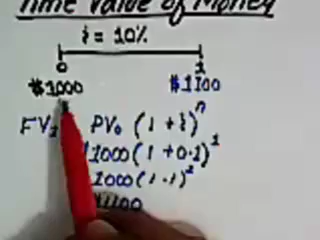 Time Value of Money
i = 10%
0 1
$1000 $1100
FV₁ PV₀ (1 + i)ⁿ
1000(1+0.1)¹
1000(1.1)¹
1100